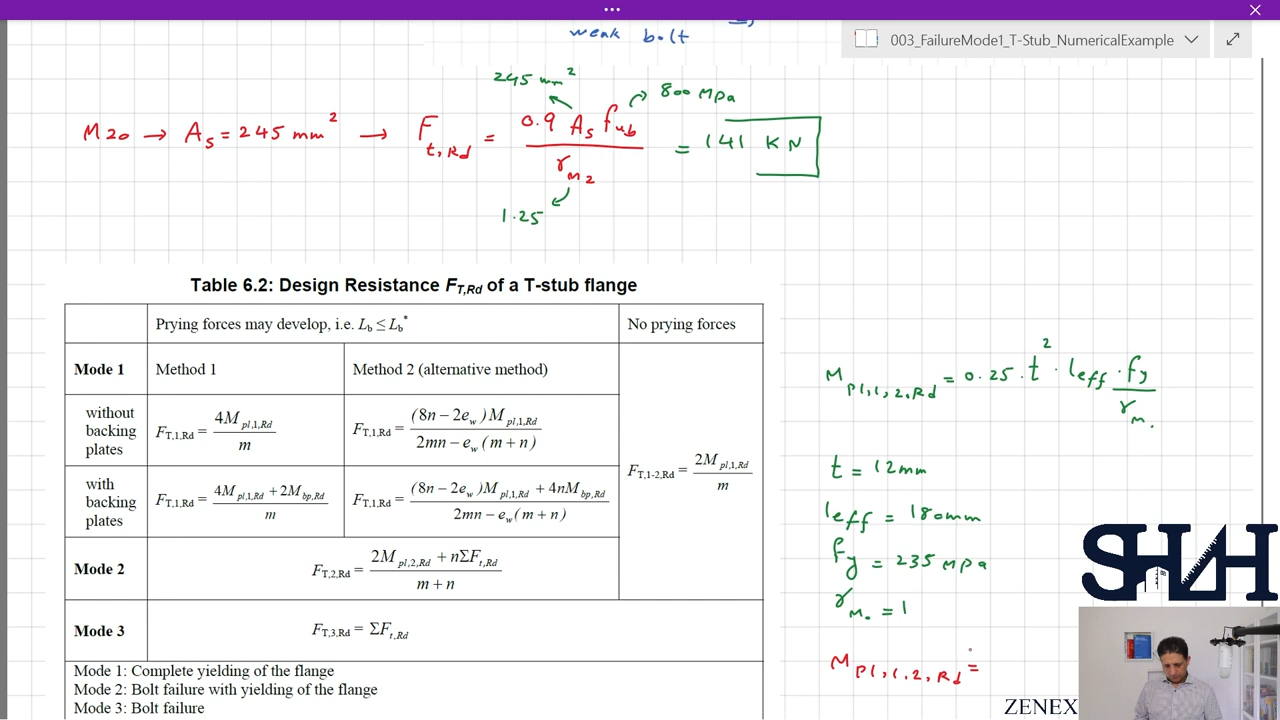 003_FailureMode1_T-Stub_NumericalExample
weak bolt
245 mm²
800 MPa
M20 → As = 245 mm² → Ft,Rd = 0.9 As fub / γm2 = 141 KN
1.25
Table 6.2: Design Resistance FT,Rd of a T-stub flange
Prying forces may develop, i.e. Lb ≤ Lb*
No prying forces
Mode 1
Method 1
Method 2 (alternative method)
without backing plates
FT,1,Rd = 4Mpl,1,Rd / m
FT,1,Rd = (8n − 2ew)Mpl,1,Rd / 2mn − ew(m + n)
FT,1-2,Rd = 2Mpl,1,Rd / m
with backing plates
FT,1,Rd = 4Mpl,1,Rd + 2Mbp,Rd / m
FT,1,Rd = (8n − 2ew)Mpl,1,Rd + 4nMbp,Rd / 2mn − ew(m + n)
Mode 2
FT,2,Rd = 2Mpl,2,Rd + nΣFt,Rd / m + n
Mode 3
FT,3,Rd = ΣFt,Rd
Mode 1: Complete yielding of the flange
Mode 2: Bolt failure with yielding of the flange
Mode 3: Bolt failure
Mpl,1,2,Rd = 0.25 . t² . leff . fy / γm0
t = 12mm
leff = 180mm
fy = 235 MPa
γm0 = 1
Mpl,1,2,Rd =
ZENEX